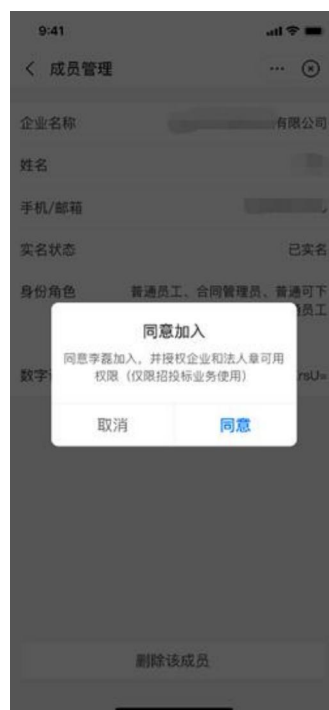 9:41
成员管理
企业名称 有限公司
姓名
手机/邮箱
实名状态 已实名
身份角色 普通员工、合同管理员、普通可下
员工
同意加入
同意李磊加入，并授权企业和法人章可用
权限（仅限招投标业务使用）
数字 rsU=
取消 同意
删除该成员